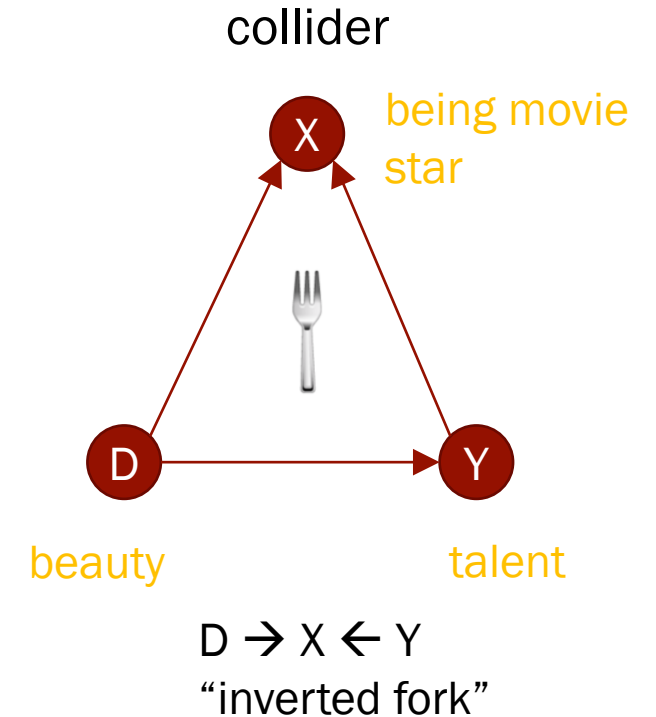 collider
X
being movie
star
D
Y
beauty
talent
D → X ← Y
“inverted fork”